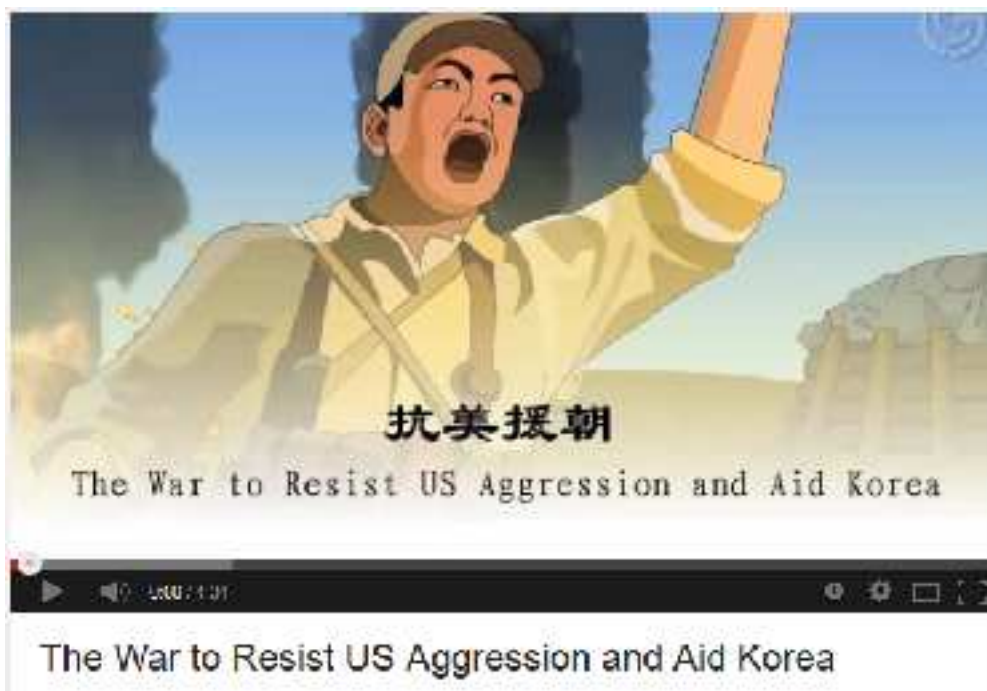 抗美援朝
The War to Resist US Aggression and Aid Korea
The War to Resist US Aggression and Aid Korea